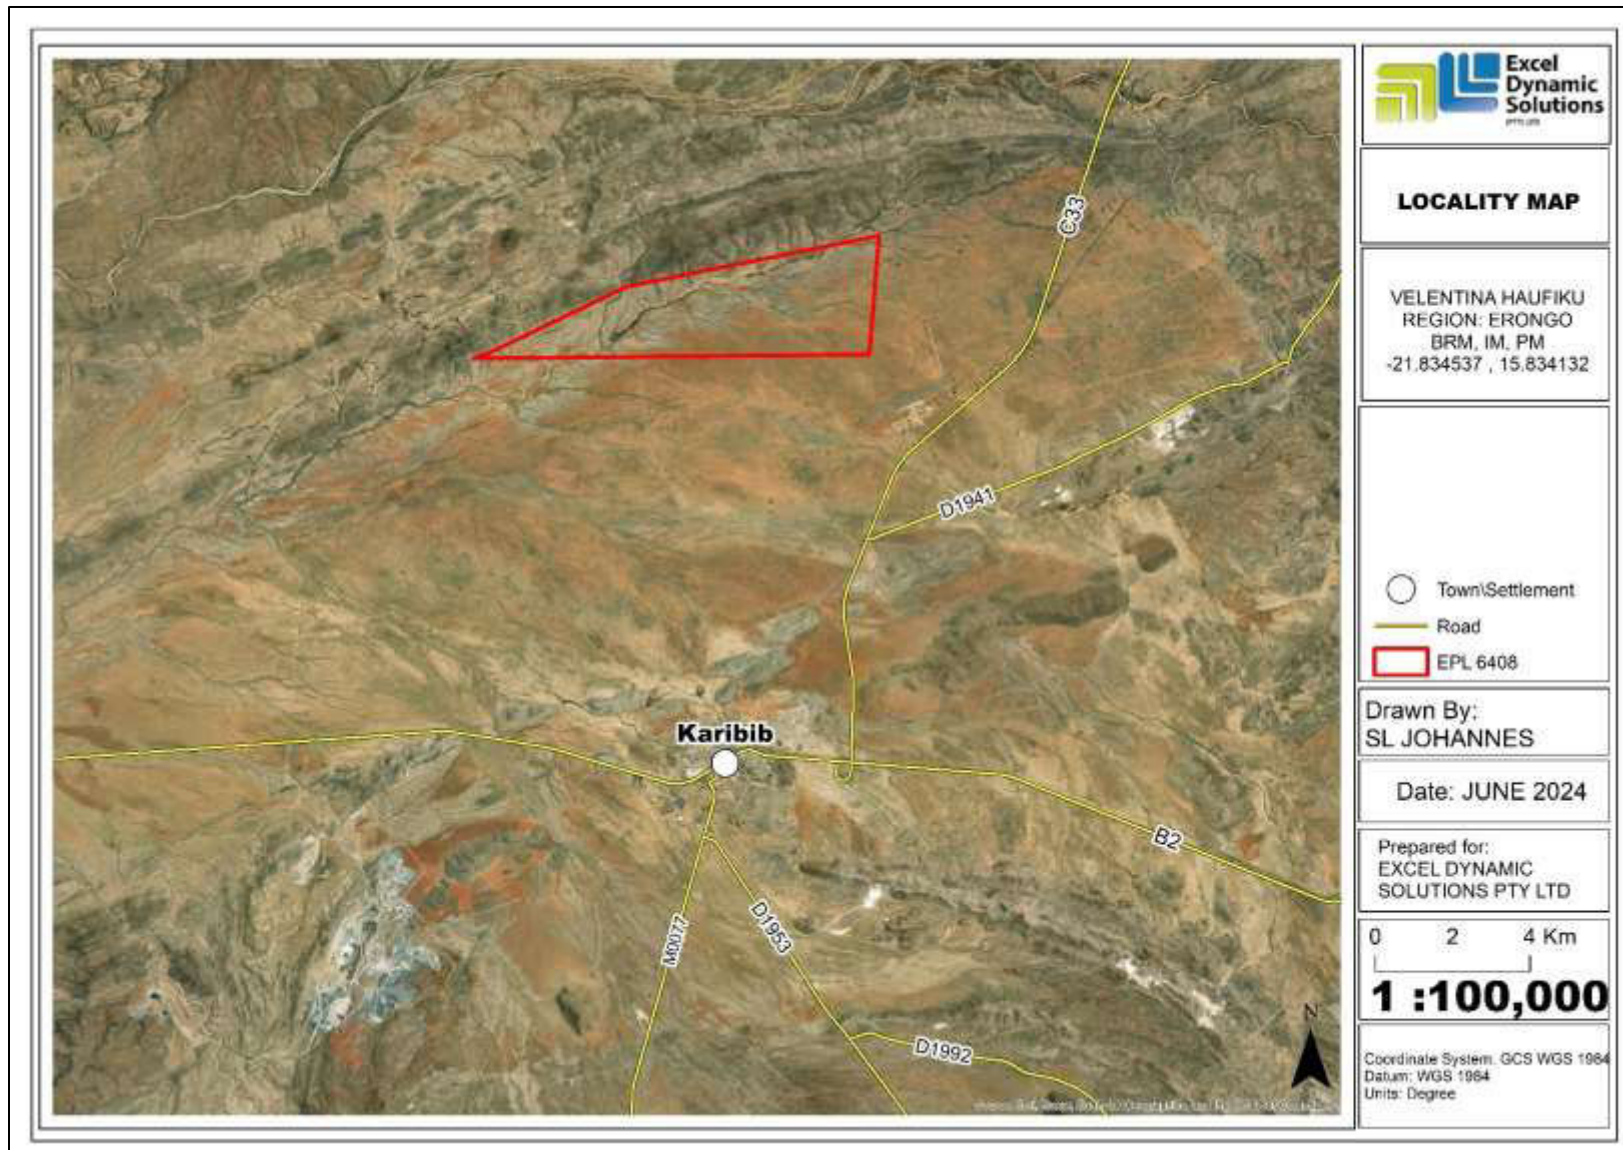 C33
D1941
Karibib
B2
M0077
D1953
D1992
N
Excel
Dynamic
Solutions
(PTY) LTD
LOCALITY MAP
VELENTINA HAUFIKU
REGION: ERONGO
BRM, IM, PM
-21.834537 , 15.834132
Town\Settlement
Road
EPL 6408
Drawn By:
SL JOHANNES
Date: JUNE 2024
Prepared for:
EXCEL DYNAMIC
SOLUTIONS PTY LTD
0 2 4 Km
1 :100,000
Coordinate System: GCS WGS 1984
Datum: WGS 1984
Units: Degree